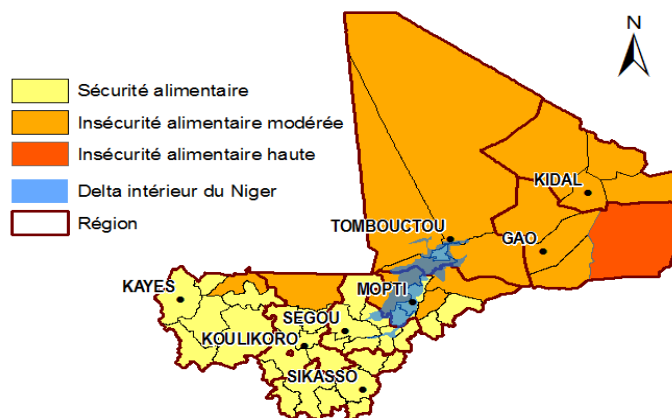 N
Sécurité alimentaire
Insécurité alimentaire modérée
Insécurité alimentaire haute
Delta intérieur du Niger
Région
KIDAL
TOMBOUCTOU
GAO
KAYES
MOPTI
SEGOU
KOULIKORO
SIKASSO